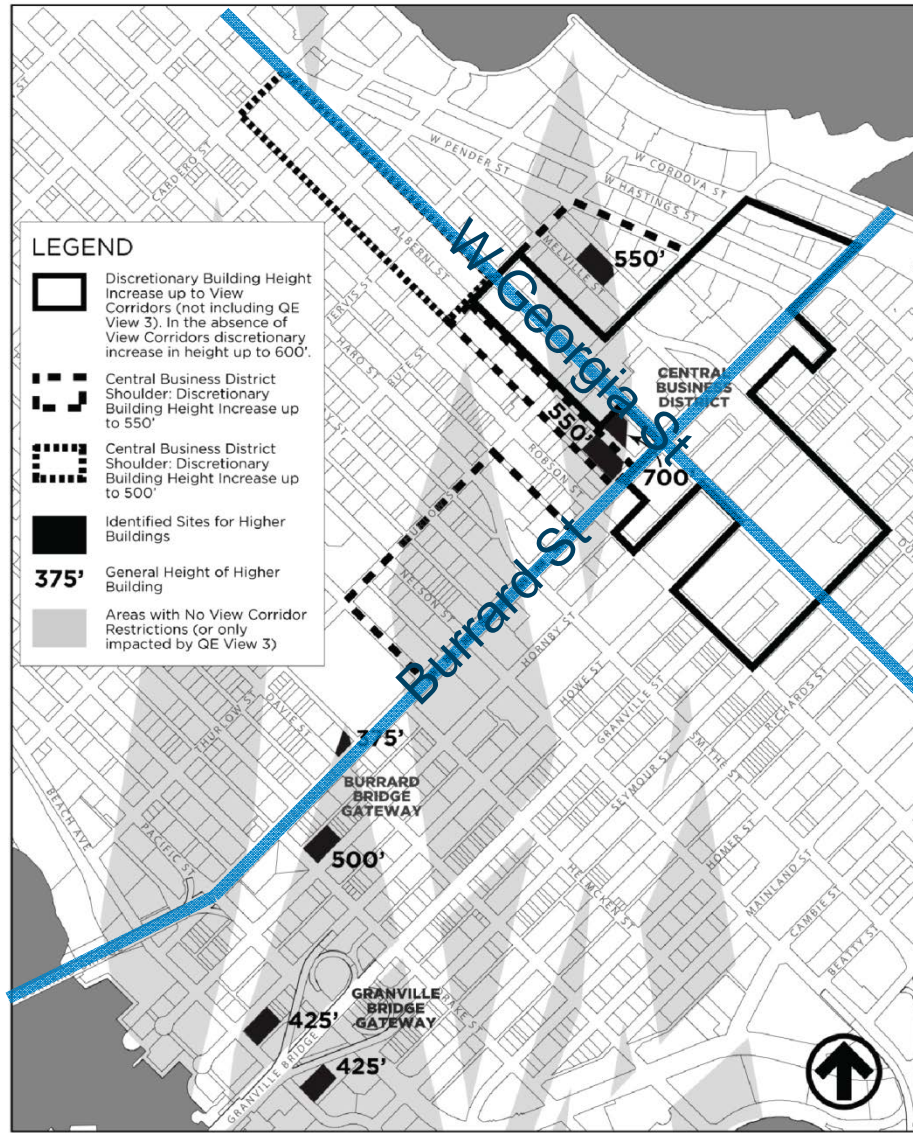 W PENDER ST
W CORDOVA ST
W HASTINGS ST
CARDERO ST
MELVILLE ST
550'
ALBERNI ST
W Georgia St
LEGEND
Discretionary Building Height
Increase up to View
Corridors (not including QE
View 3). In the absence of
View Corridors discretionary
increase in height up to 600'.
Central Business District
Shoulder: Discretionary
Building Height Increase up
to 550'
Central Business District
Shoulder: Discretionary
Building Height Increase up
to 500'
Identified Sites for Higher
Buildings
375'
General Height of Higher
Building
Areas with No View Corridor
Restrictions (or only
impacted by QE View 3)
HARO ST
BUTE ST
CENTRAL
BUSINESS
DISTRICT
550'
700'
ROBSON ST
NELSON ST
Burrard St
HORNBY ST
HOWE ST
GRANVILLE ST
RICHARDS ST
SMITHE ST
SEYMOUR ST
THURLOW ST
DAVIE ST
375'
BURRARD
BRIDGE
GATEWAY
500'
BEACH AVE
PACIFIC ST
HOMER ST
HELMCKEN ST
MAINLAND ST
CAMBIE ST
BEATTY ST
GRANVILLE
BRIDGE
GATEWAY
DRAKE ST
425'
425'
GRANVILLE BRIDGE